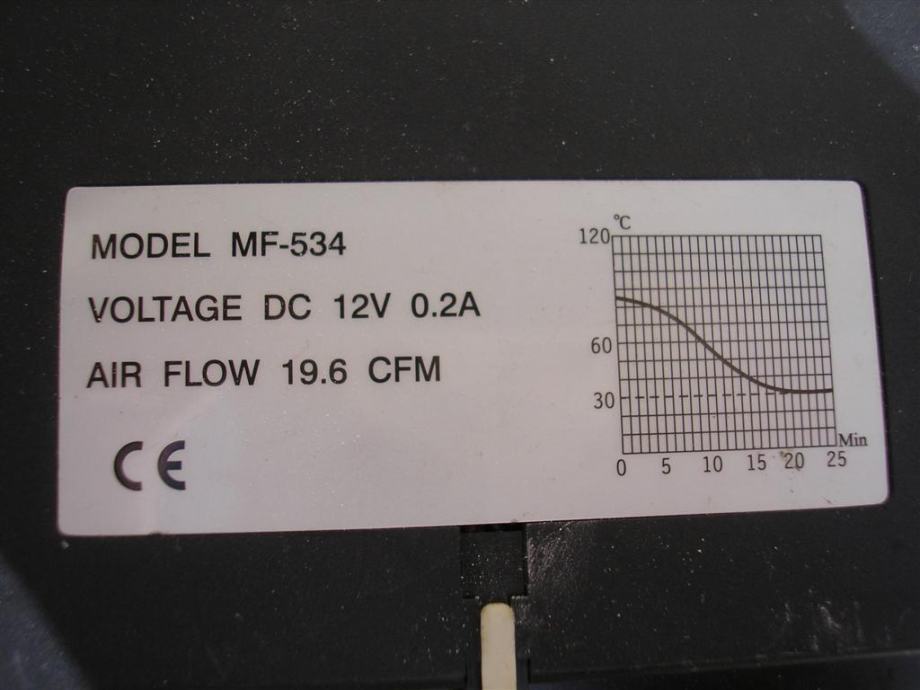 MODEL MF-534
VOLTAGE DC 12V 0.2A
AIR FLOW 19.6 CFM
CE
°C
120
60
30
Min
0 5 10 15 20 25